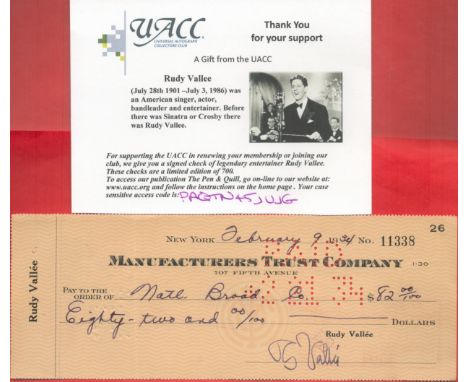 UACC
UNIVERSAL AUTOGRAPH
COLLECTORS CLUB
Thank You
for your support
A Gift from the UACC
Rudy Vallee
(July 28th 1901 –July 3, 1986) was
an American singer, actor,
bandleader and entertainer. Before
there was Sinatra or Crosby there
was Rudy Vallee.
For supporting the UACC in renewing your membership or joining our
club, we give you a signed check of legendary entertainer Rudy Vallee.
These checks are a limited edition of 700.
To access our publication The Pen & Quill, go on-line to our website at:
www.uacc.org and follow the instructions on the home page . Your case
sensitive access code is:
26
NEW YORK February 9 1934 No. 11338
PAID
MANUFACTURERS TRUST COMPANY 1-30
107 FIFTH AVENUE
PAY TO THE
ORDER OF Natl. Broad. Co. $82 00/100
Eighty-two and 00/100 DOLLARS
Rudy Vallée
Rudy Vallée